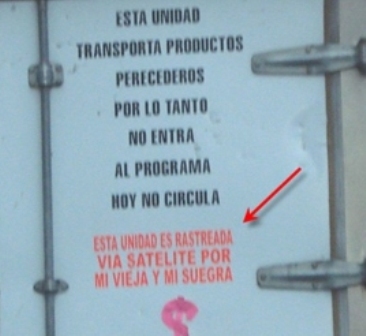 ESTA UNIDAD
TRANSPORTA PRODUCTOS
PERECEDEROS
POR LO TANTO
NO ENTRA
AL PROGRAMA
HOY NO CIRCULA
ESTA UNIDAD ES RASTREADA
VIA SATELITE POR
MI VIEJA Y MI SUEGRA